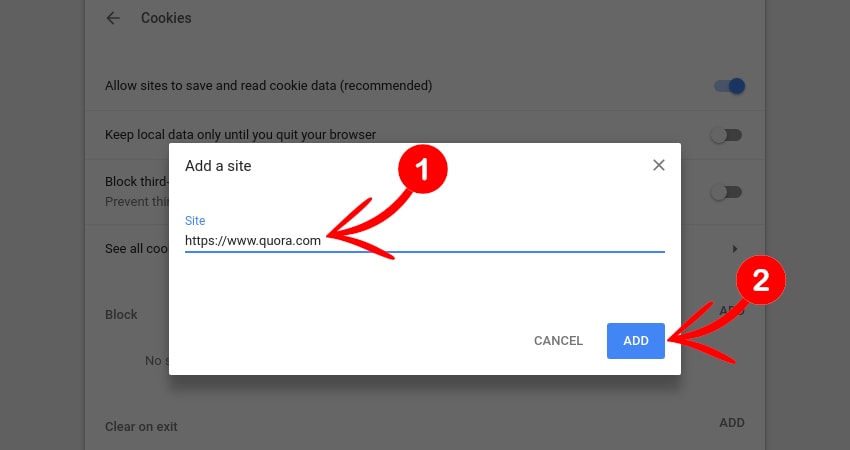 Cookies
Allow sites to save and read cookie data (recommended)
Keep local data only until you quit your browser
Add a site
1
Block third-
Prevent
Site
https://www.quora.com
See all
2
Block
ADD
CANCEL
ADD
No
Clear on exit
ADD